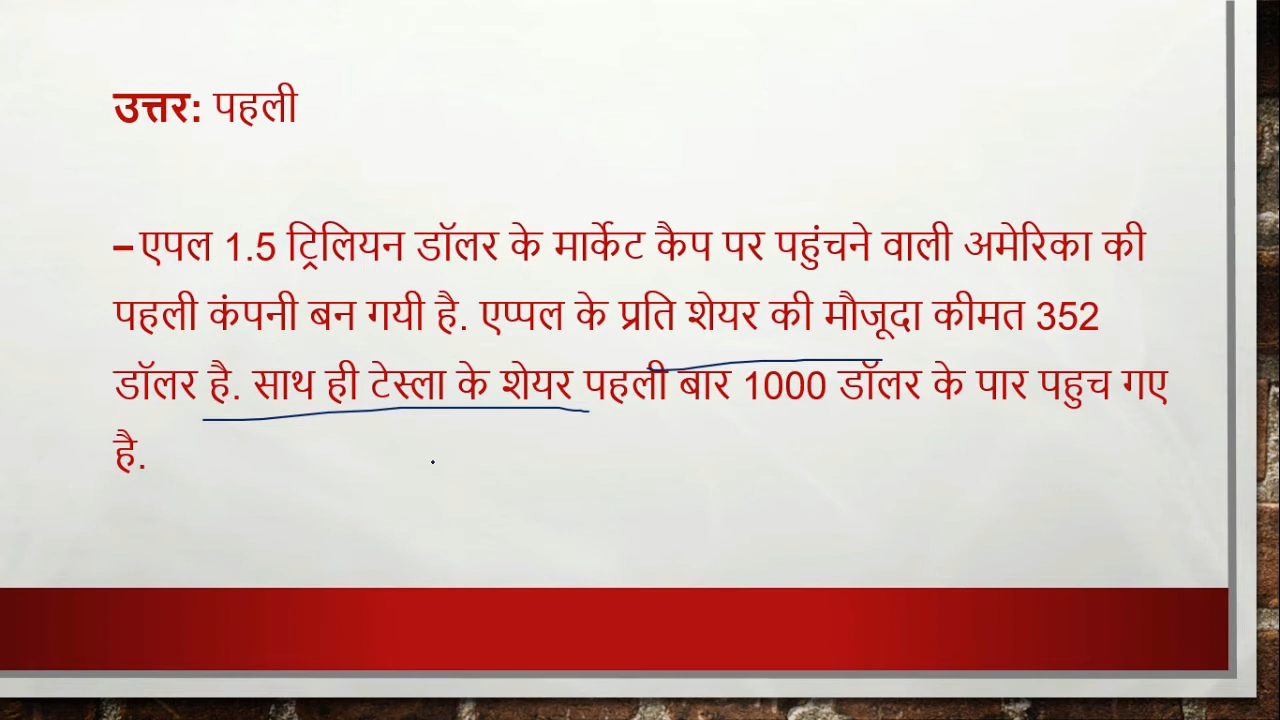 उत्तर: पहली
– एपल 1.5 ट्रिलियन डॉलर के मार्केट कैप पर पहुंचने वाली अमेरिका की
पहली कंपनी बन गयी है. एप्पल के प्रति शेयर की मौजूदा कीमत 352
डॉलर है. साथ ही टेस्ला के शेयर पहली बार 1000 डॉलर के पार पहुच गए
है.